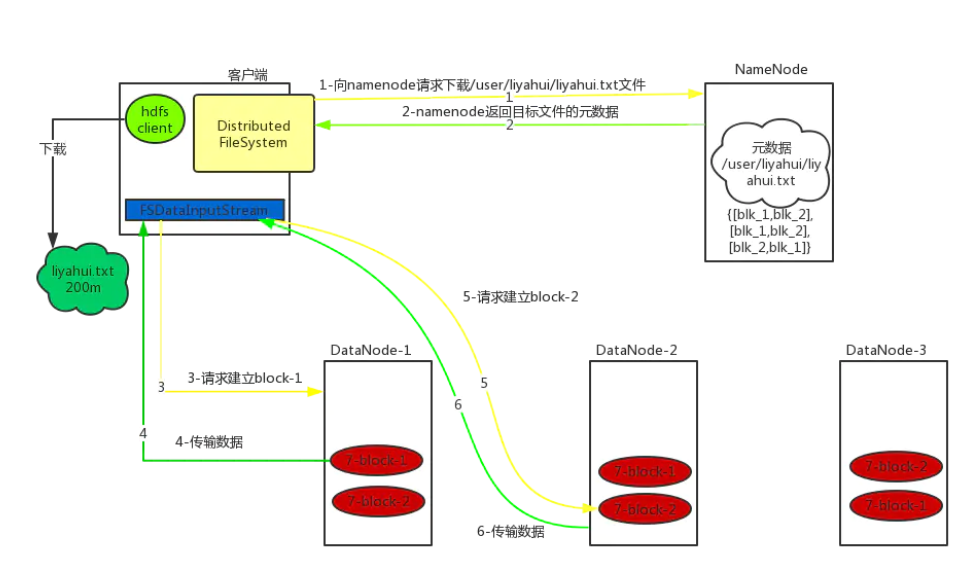 客户端
NameNode
1-向namenode请求下载/user/liyahui/liyahui.txt文件
1
hdfs
client
Distributed
FileSystem
2-namenode返回目标文件的元数据
2
下载
元数据
/user/liyahui/liy
ahui.txt
{[blk_1,blk_2],
[blk_1,blk_2],
[blk_2,blk_1]}
FSDataInputStream
liyahui.txt
200m
5-请求建立block-2
DataNode-1
DataNode-2
DataNode-3
3-请求建立block-1
3
5
6
4
4-传输数据
7-block-1
7-block-2
7-block-1
7-block-2
7-block-2
7-block-1
6-传输数据